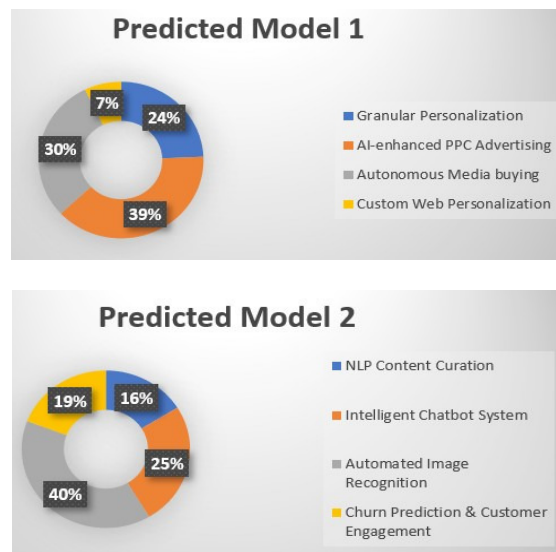 Predicted Model 1
7%
24%
30%
39%
Granular Personalization
AI-enhanced PPC Advertising
Autonomous Media buying
Custom Web Personalization
Predicted Model 2
19%
16%
25%
40%
NLP Content Curation
Intelligent Chatbot System
Automated Image
Recognition
Churn Prediction & Customer
Engagement